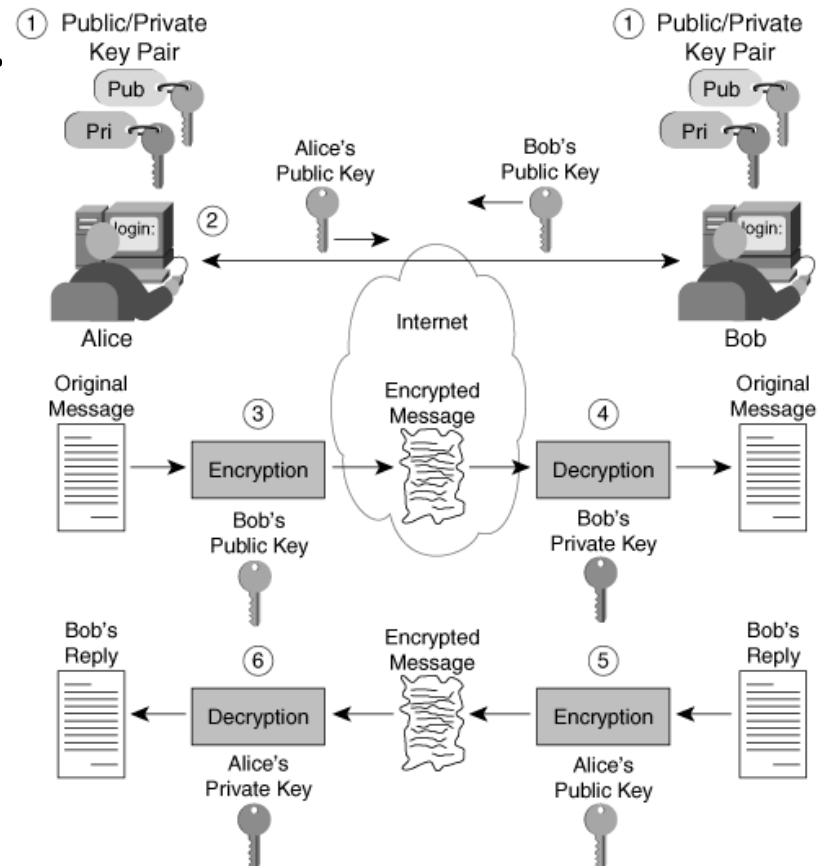 ① Public/Private
Key Pair
Pub
Pri
① Public/Private
Key Pair
Pub
Pri
Alice's
Public Key
Bob's
Public Key
login:
②
login:
Alice
Internet
Bob
Original
Message
③
Encryption
Bob's
Public Key
Encrypted
Message
④
Decryption
Bob's
Private Key
Original
Message
Bob's
Reply
⑥
Decryption
Alice's
Private Key
Encrypted
Message
⑤
Encryption
Alice's
Public Key
Bob's
Reply